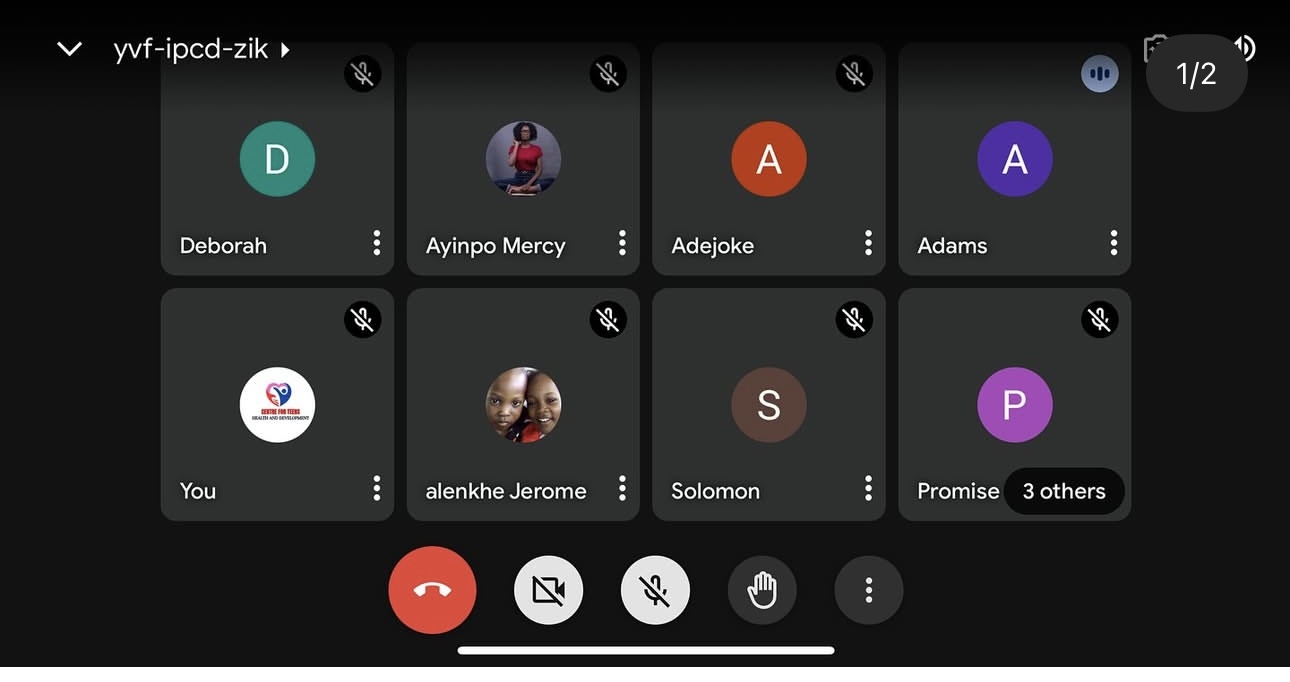 yvf-ipcd-zik
1/2
D
A
A
Deborah
Ayinpo Mercy
Adejoke
Adams
CENTRE FOR TEENS
HEALTH AND DEVELOPMENT
S
P
You
alenkhe Jerome
Solomon
Promise
3 others